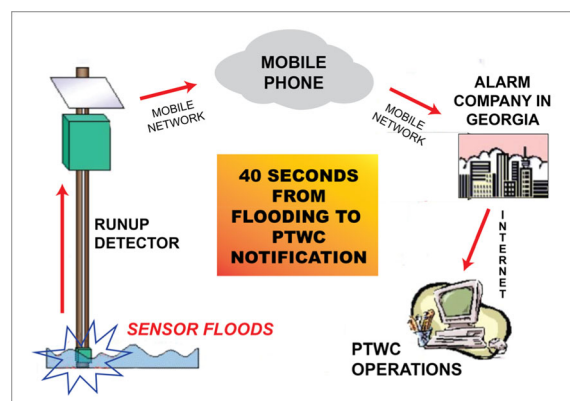 MOBILE
PHONE
MOBILE
NETWORK
MOBILE
NETWORK
ALARM
COMPANY IN
GEORGIA
40 SECONDS
FROM
FLOODING TO
PTWC
NOTIFICATION
RUNUP
DETECTOR
INTERNET
SENSOR FLOODS
PTWC
OPERATIONS